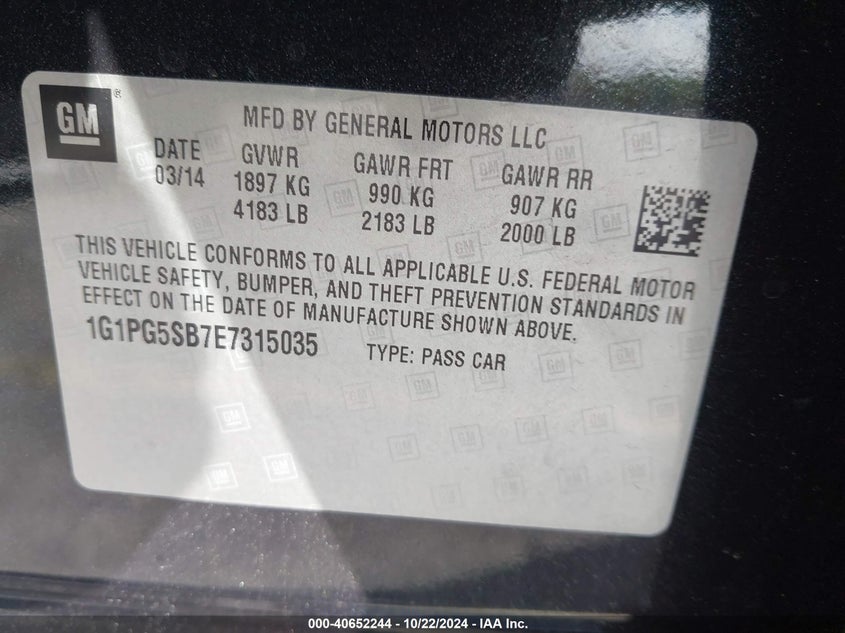 GM
MFD BY GENERAL MOTORS LLC
DATE GVWR GAWR FRT GAWR RR
03/14 1897 KG 990 KG 907 KG
4183 LB 2183 LB 2000 LB
THIS VEHICLE CONFORMS TO ALL APPLICABLE U.S. FEDERAL MOTOR
VEHICLE SAFETY, BUMPER, AND THEFT PREVENTION STANDARDS IN
EFFECT ON THE DATE OF MANUFACTURE SHOWN ABOVE.
1G1PG5SB7E7315035 TYPE: PASS CAR
000-40652244 - 10/22/2024 - IAA Inc.